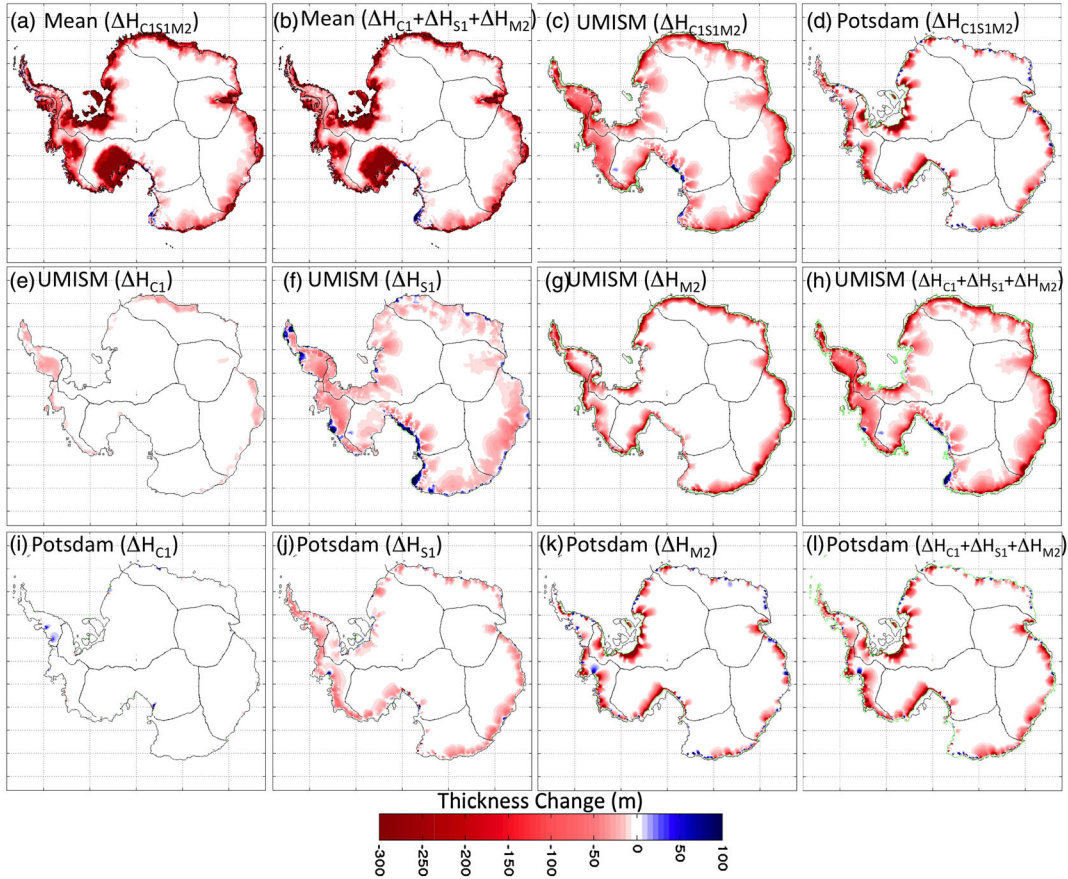 (a) Mean (ΔH_C1S1M2)
(b) Mean (ΔH_C1+ΔH_S1+ΔH_M2)
(c) UMISM (ΔH_C1S1M2)
(d) Potsdam (ΔH_C1S1M2)
(e) UMISM (ΔH_C1)
(f) UMISM (ΔH_S1)
(g) UMISM (ΔH_M2)
(h) UMISM (ΔH_C1+ΔH_S1+ΔH_M2)
(i) Potsdam (ΔH_C1)
(j) Potsdam (ΔH_S1)
(k) Potsdam (ΔH_M2)
(l) Potsdam (ΔH_C1+ΔH_S1+ΔH_M2)
Thickness Change (m)
-300 -250 -200 -150 -100 -50 0 50 100